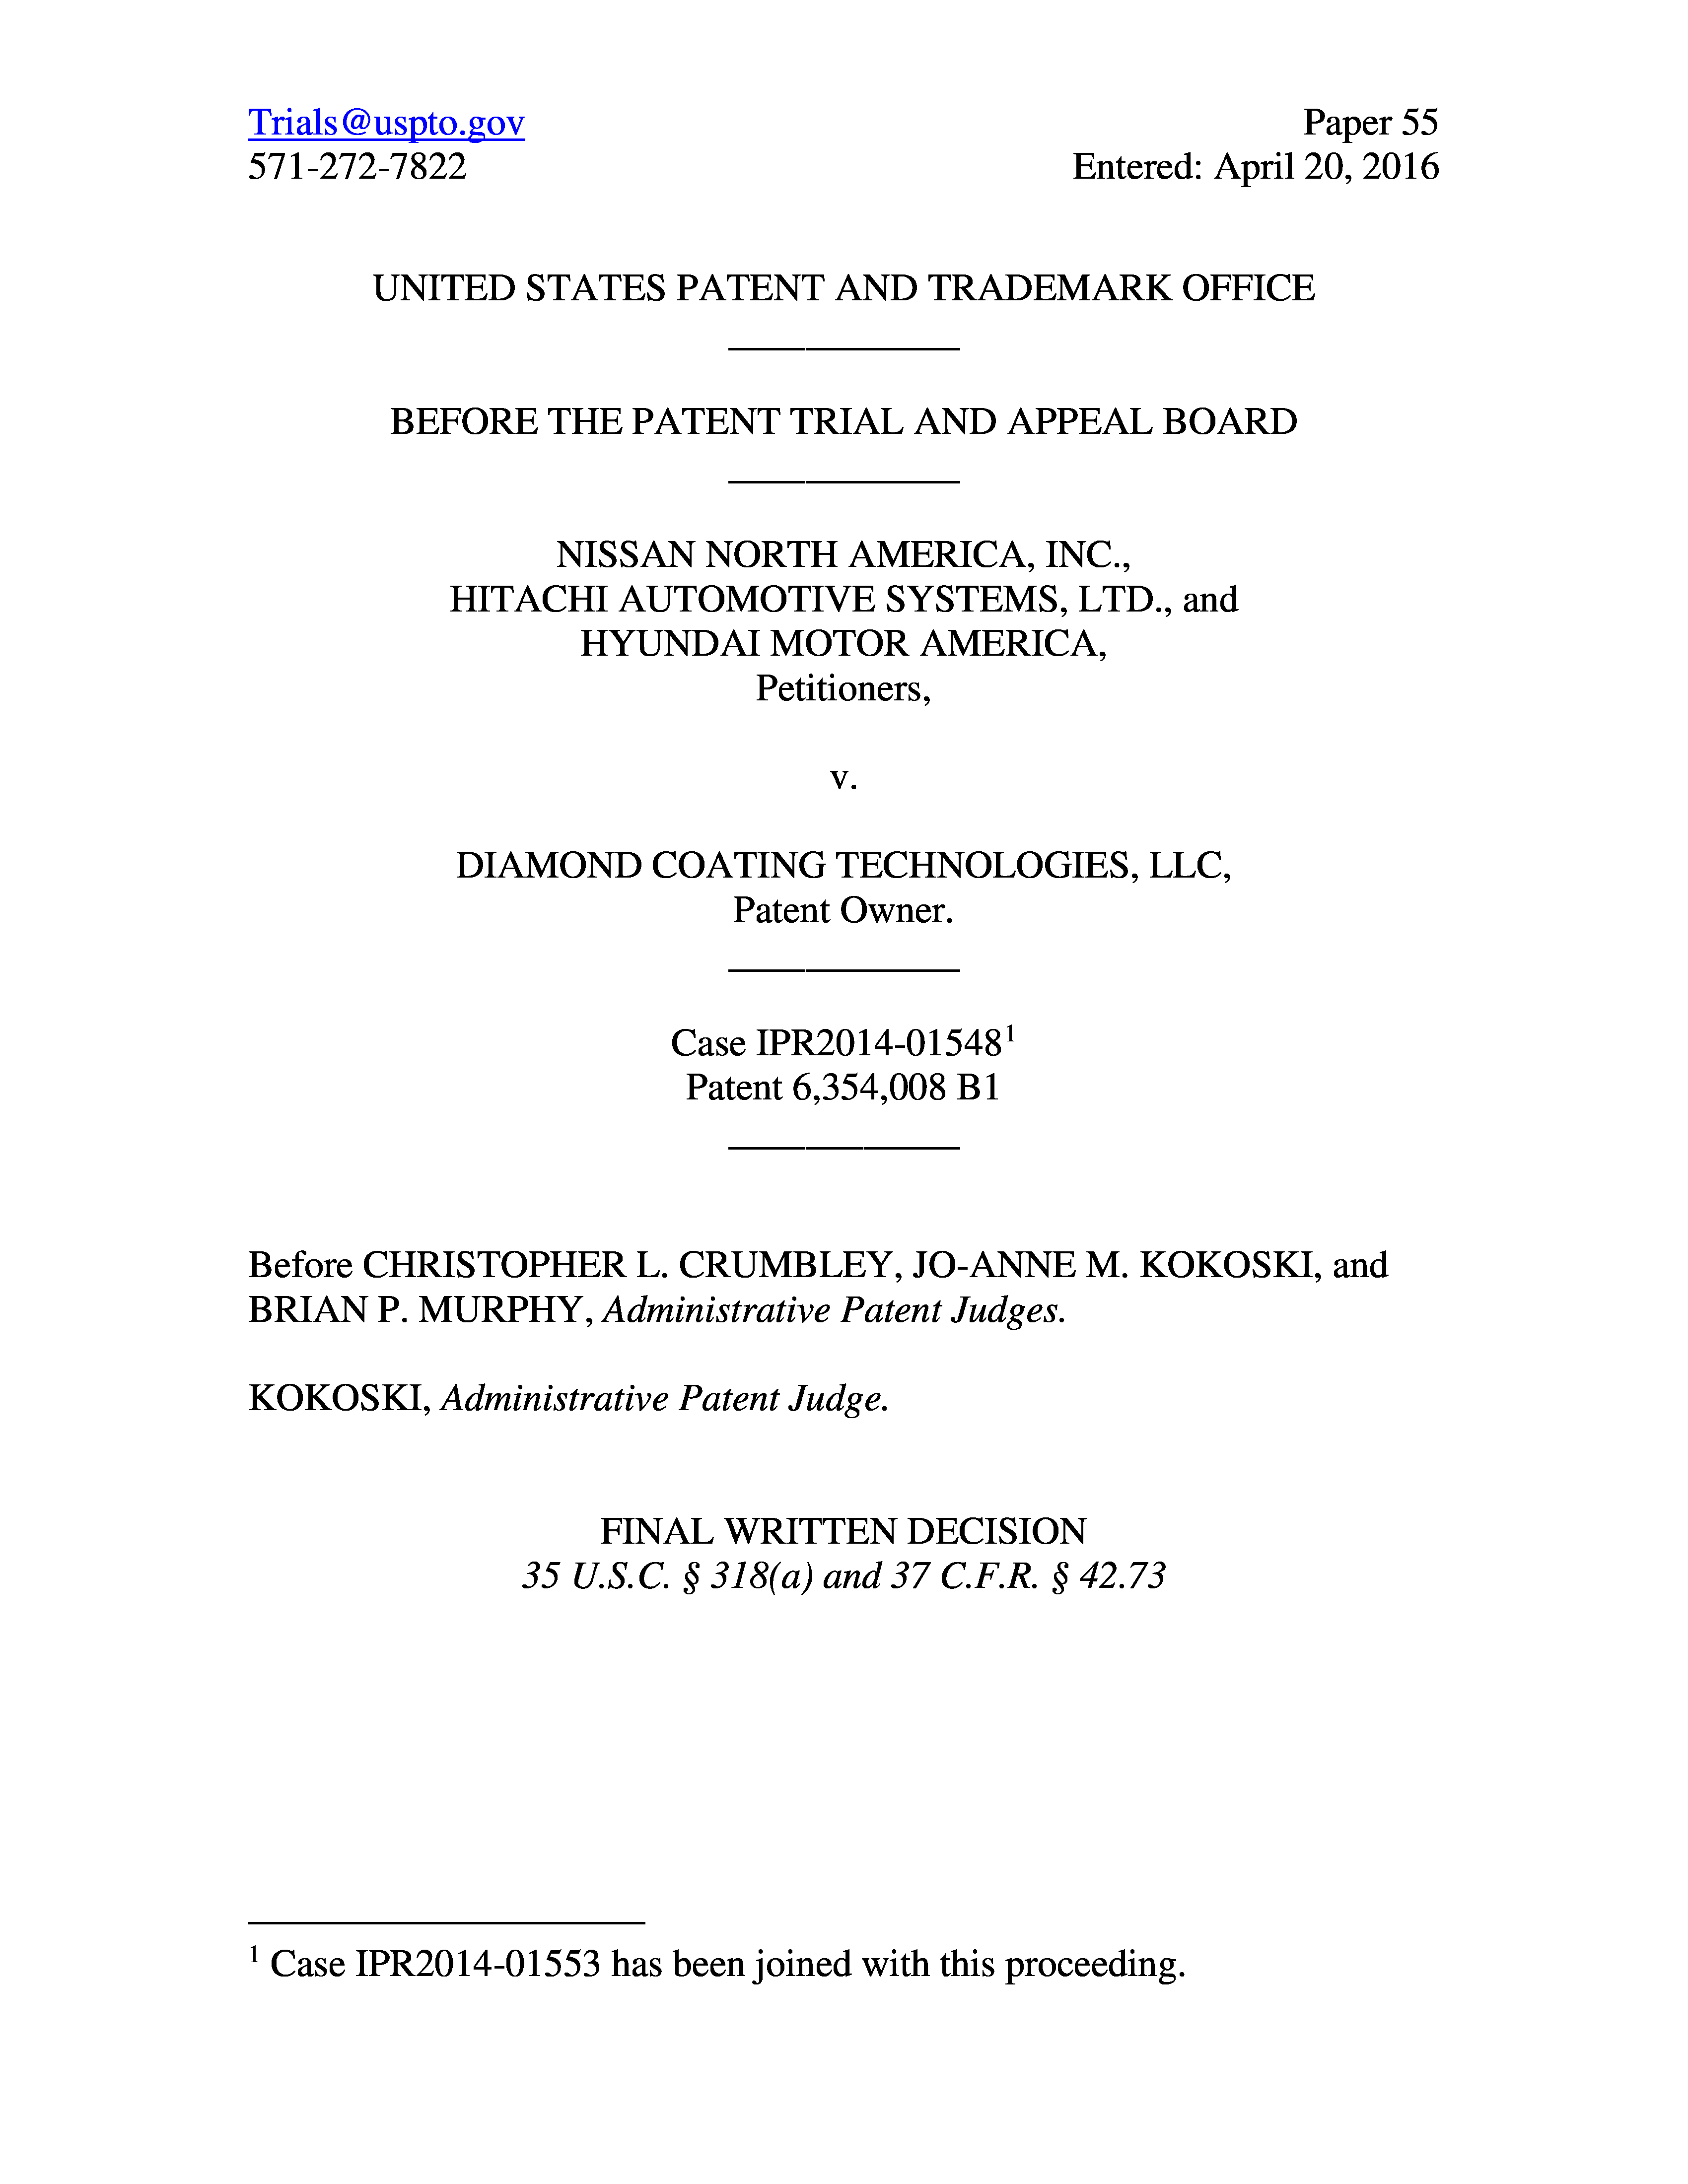 Trials@uspto.gov Paper 55
571-272-7822 Entered: April 20, 2016
UNITED STATES PATENT AND TRADEMARK OFFICE
BEFORE THE PATENT TRIAL AND APPEAL BOARD
NISSAN NORTH AMERICA, INC.,
HITACHI AUTOMOTIVE SYSTEMS, LTD., and
HYUNDAI MOTOR AMERICA,
Petitioners,
v.
DIAMOND COATING TECHNOLOGIES, LLC,
Patent Owner.
Case IPR2014-01548¹
Patent 6,354,008 B1
Before CHRISTOPHER L. CRUMBLEY, JO-ANNE M. KOKOSKI, and
BRIAN P. MURPHY, Administrative Patent Judges.
KOKOSKI, Administrative Patent Judge.
FINAL WRITTEN DECISION
35 U.S.C. § 318(a) and 37 C.F.R. § 42.73
¹ Case IPR2014-01553 has been joined with this proceeding.